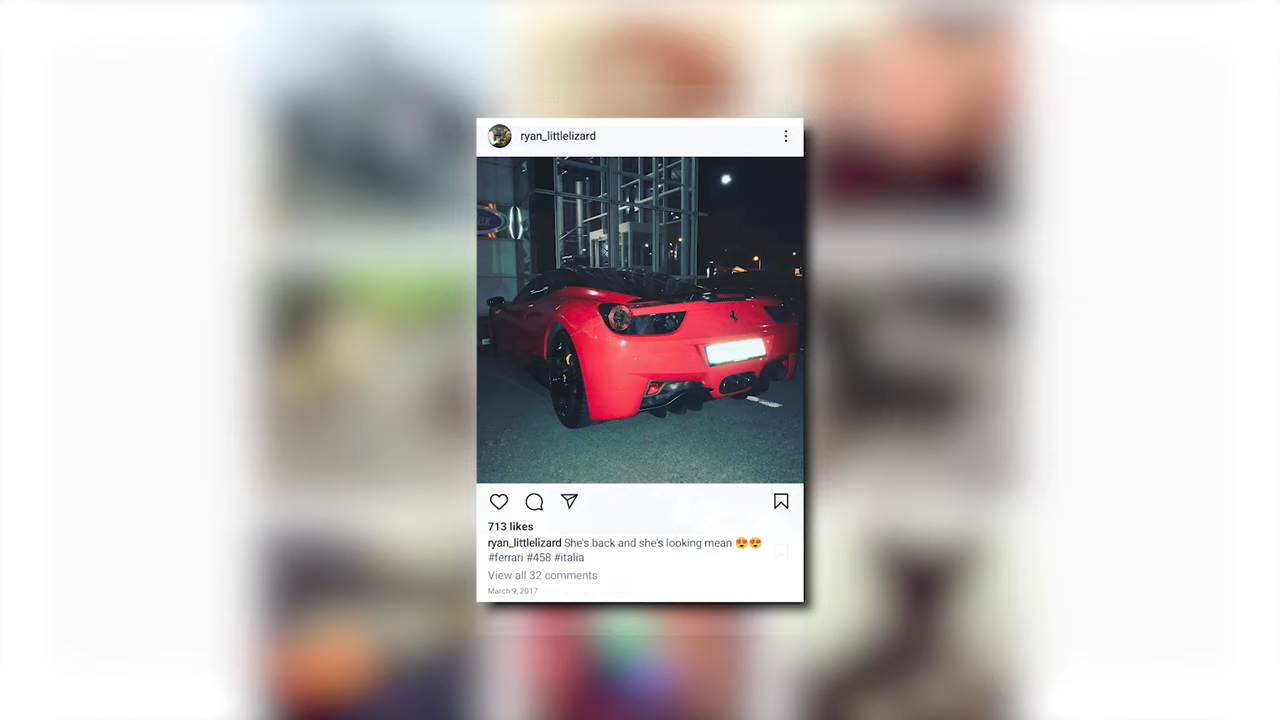 ryan_littlelizard
713 likes
ryan_littlelizard She's back and she's looking mean 😍😍
#ferrari #458 #italia
View all 32 comments
March 9, 2017